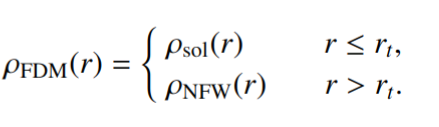 ρFDM(r) = { ρsol(r) r ≤ rt,
ρNFW(r) r > rt.